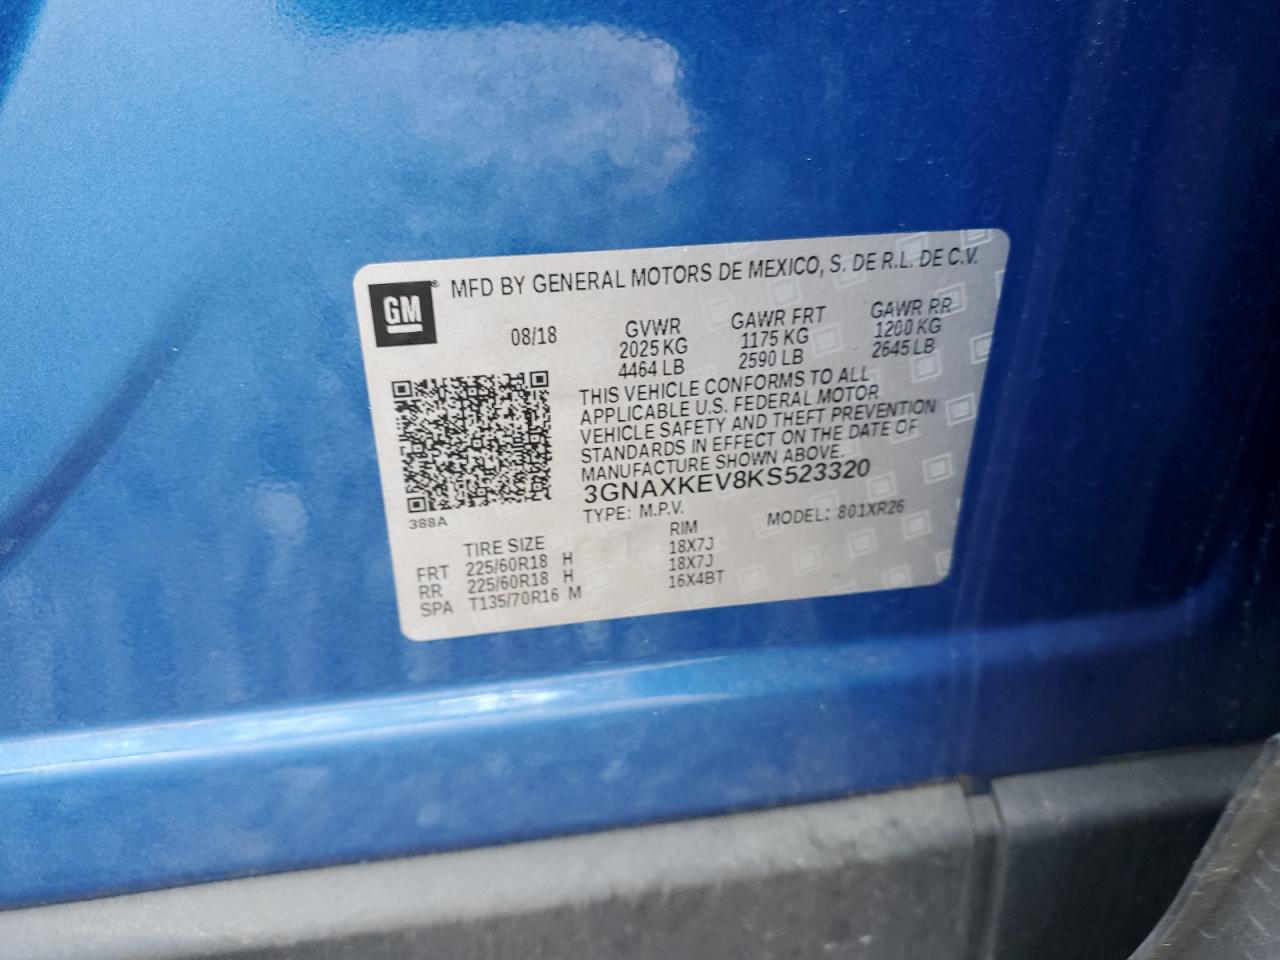 GM
MFD BY GENERAL MOTORS DE MEXICO, S. DE R.L. DE C.V.
08/18 GVWR GAWR FRT GAWR RR
2025 KG 1175 KG 1200 KG
4464 LB 2590 LB 2645 LB
THIS VEHICLE CONFORMS TO ALL
APPLICABLE U.S. FEDERAL MOTOR
VEHICLE SAFETY AND THEFT PREVENTION
STANDARDS IN EFFECT ON THE DATE OF
MANUFACTURE SHOWN ABOVE.
3GNAXKEV8KS523320
388A
TYPE: M.P.V. MODEL: 801XR26
TIRE SIZE RIM
FRT 225/60R18 H 18X7J
RR 225/60R18 H 18X7J
SPA T135/70R16 M 16X4BT